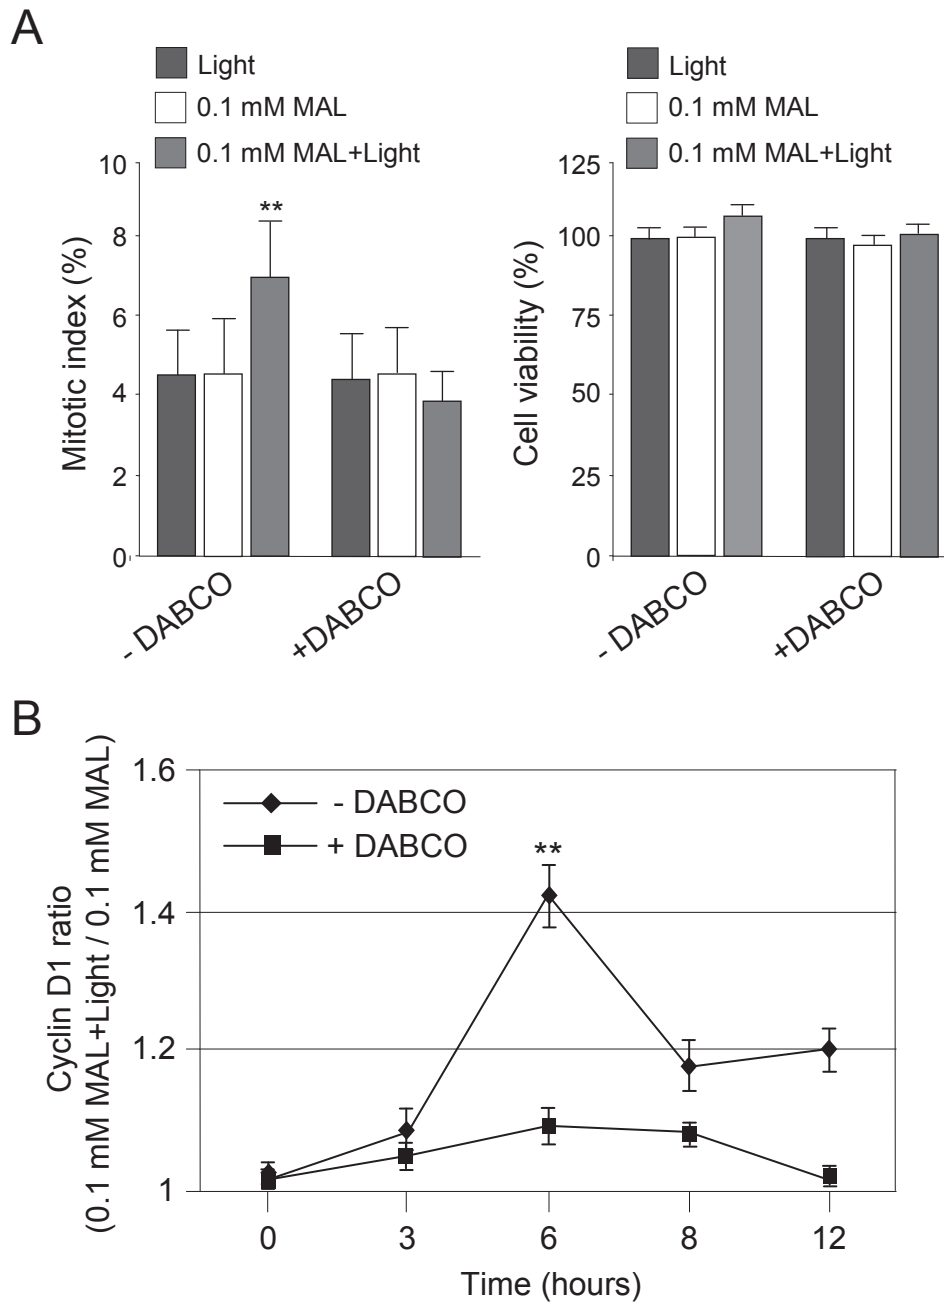 A
Light
0.1 mM MAL
0.1 mM MAL+Light
Mitotic index (%)
10
8
6
4
2
0
**
- DABCO
+DABCO
Light
0.1 mM MAL
0.1 mM MAL+Light
Cell viability (%)
125
100
75
50
25
0
- DABCO
+DABCO
B
Cyclin D1 ratio
(0.1 mM MAL+Light / 0.1 mM MAL)
1.6
1.4
1.2
1
- DABCO
+ DABCO
**
0 3 6 8 12
Time (hours)